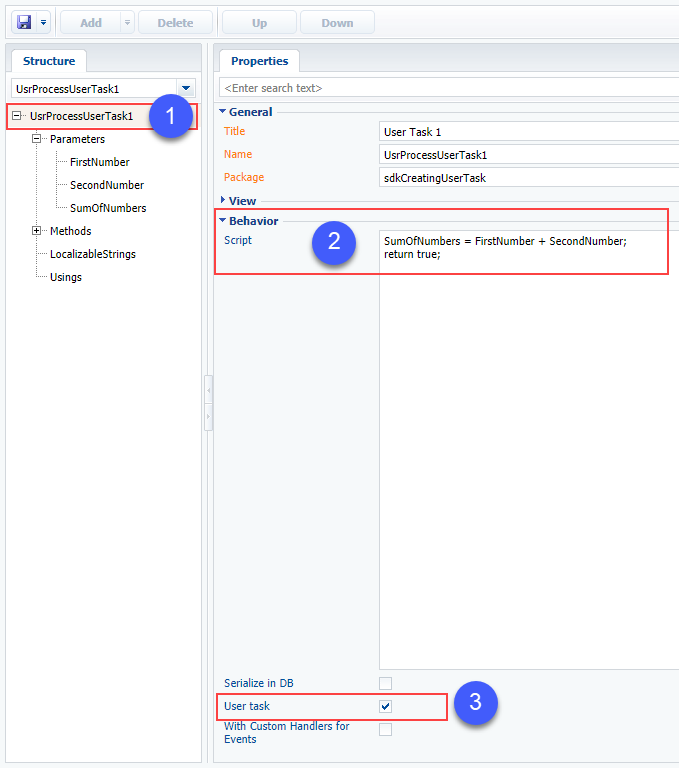 Add
Delete
Up
Down
Structure
UsrProcessUserTask1
UsrProcessUserTask1
1
Parameters
FirstNumber
SecondNumber
SumOfNumbers
Methods
LocalizableStrings
Usings
Properties
<Enter search text>
General
Title
User Task 1
Name
UsrProcessUserTask1
Package
sdkCreatingUserTask
View
Behavior
Script
2
SumOfNumbers = FirstNumber + SecondNumber;
return true;
Serialize in DB
User task
3
With Custom Handlers for
Events